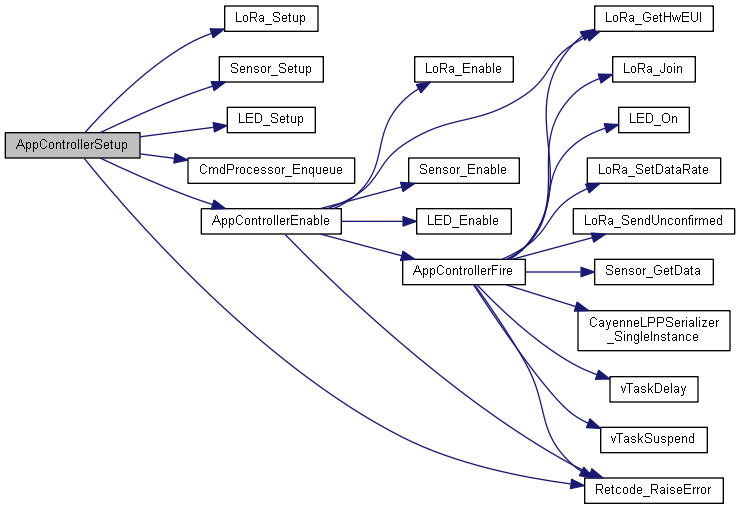 LoRa_Setup
LoRa_GetHwEUI
Sensor_Setup
LoRa_Enable
LoRa_Join
LED_Setup
LED_On
AppControllerSetup
CmdProcessor_Enqueue
Sensor_Enable
LoRa_SetDataRate
AppControllerEnable
LED_Enable
LoRa_SendUnconfirmed
AppControllerFire
Sensor_GetData
CayenneLPPSerializer
_SingleInstance
vTaskDelay
vTaskSuspend
Retcode_RaiseError